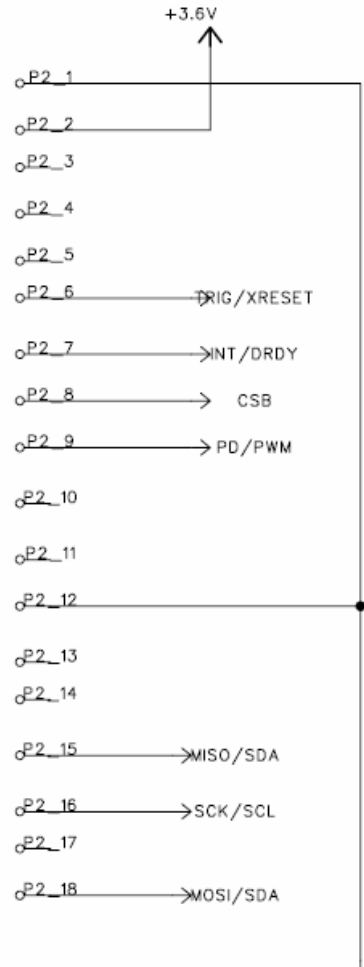 +3.6V
P2_1
P2_2
P2_3
P2_4
P2_5
P2_6 TRIG/XRESET
P2_7 INT/DRDY
P2_8 CSB
P2_9 PD/PWM
P2_10
P2_11
P2_12
P2_13
P2_14
P2_15 MISO/SDA
P2_16 SCK/SCL
P2_17
P2_18 MOSI/SDA